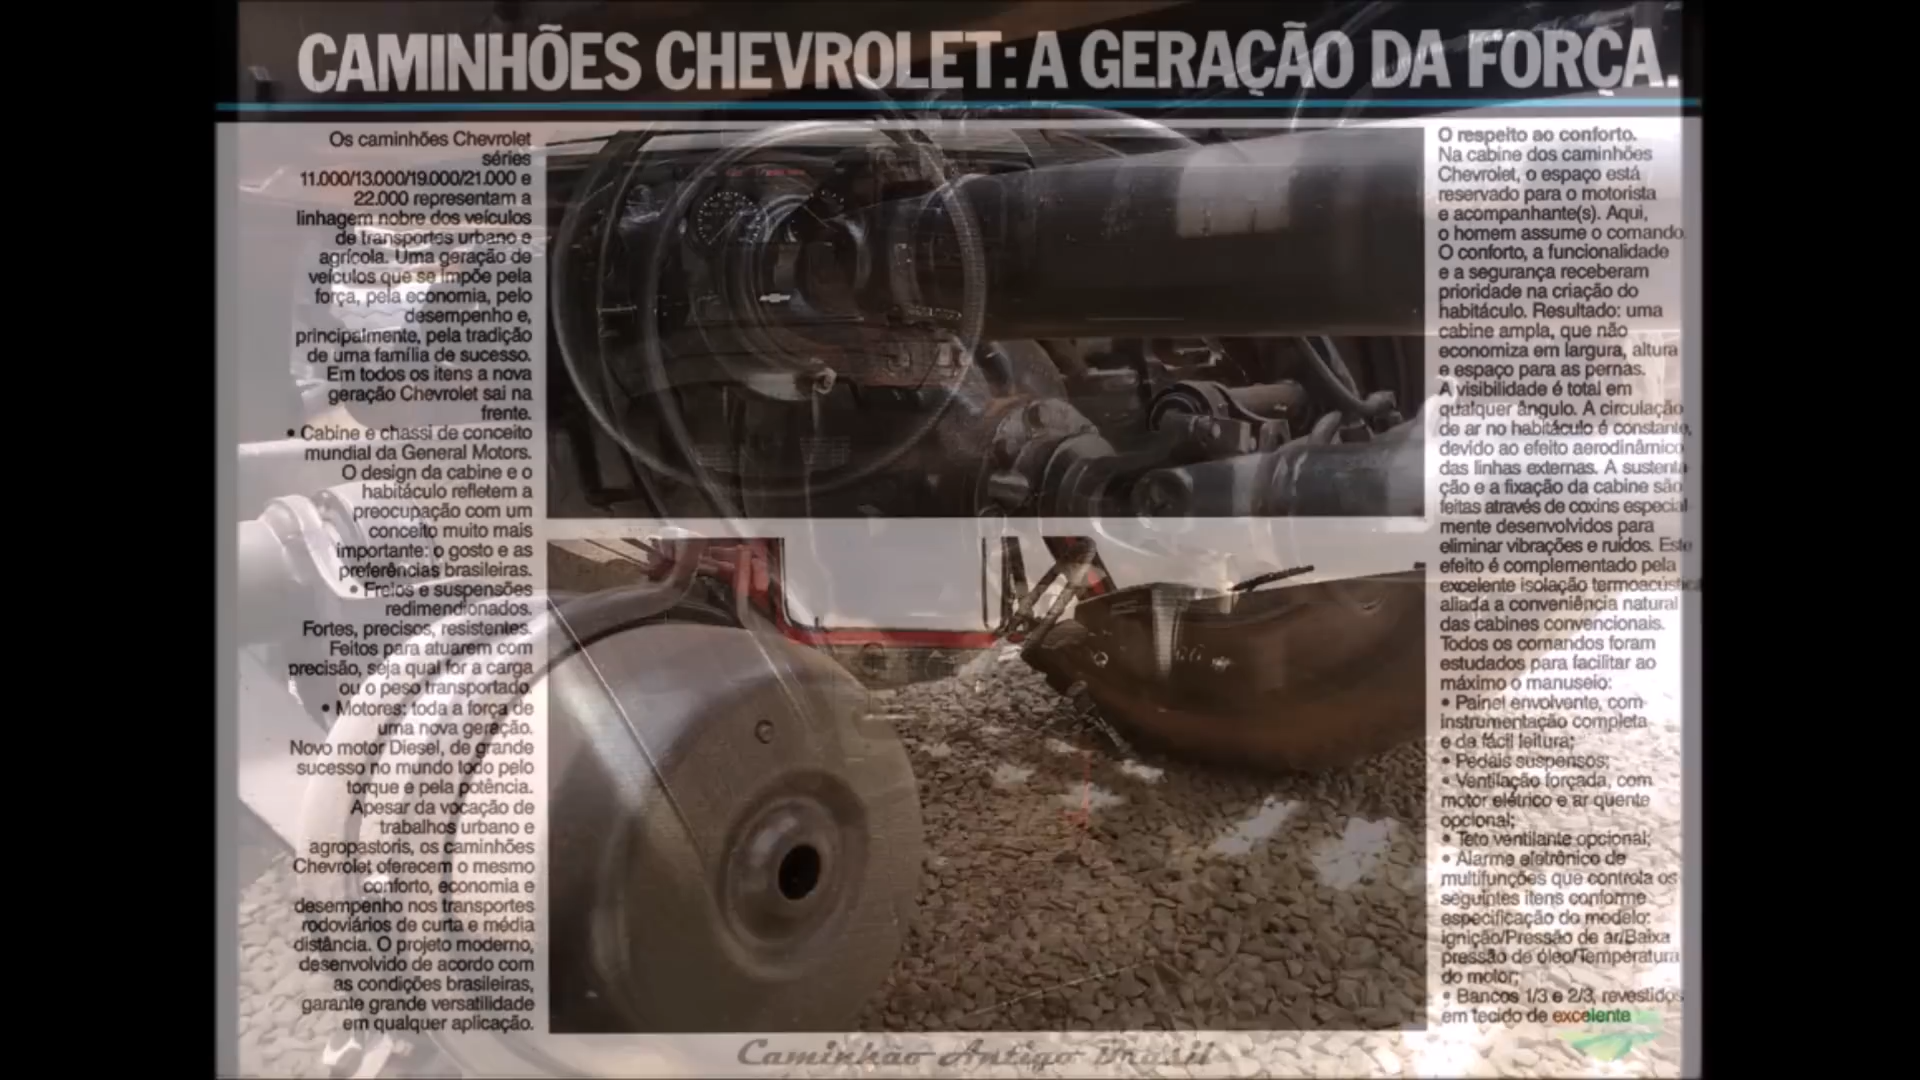 CAMINHÕES CHEVROLET: A GERAÇÃO DA FORÇA.
Os caminhões Chevrolet
séries
11.000/13.000/19.000/21.000 e
22.000 representam a
linhagem nobre dos veículos
de transportes urbano e
agrícola. Uma geração de
veículos que se impõe pela
força, pela economia, pelo
desempenho e,
principalmente, pela tradição
de uma família de sucesso.
Em todos os itens a nova
geração Chevrolet sai na
frente.
• Cabine e chassi de conceito
mundial da General Motors.
O design da cabine e o
habitáculo refletem a
preocupação com um
conceito muito mais
importante: o gosto e as
preferências brasileiras.
• Freios e suspensões
redimendionados.
Fortes, precisos, resistentes.
Feitos para atuarem com
precisão, seja qual for a carga
ou o peso transportado.
• Motores: toda a força de
uma nova geração.
Novo motor Diesel, de grande
sucesso no mundo todo pelo
torque e pela potência.
Apesar da vocação de
trabalhos urbano e
agropastoris, os caminhões
Chevrolet oferecem o mesmo
conforto, economia e
desempenho nos transportes
rodoviários de curta e média
distância. O projeto moderno,
desenvolvido de acordo com
as condições brasileiras,
garante grande versatilidade
em qualquer aplicação.
O respeito ao conforto.
Na cabine dos caminhões
Chevrolet, o espaço está
reservado para o motorista
e acompanhante(s). Aqui,
o homem assume o comando.
O conforto, a funcionalidade
e a segurança receberam
prioridade na criação do
habitáculo. Resultado: uma
cabine ampla, que não
economiza em largura, altura
e espaço para as pernas.
A visibilidade é total em
qualquer ângulo. A circulação
de ar no habitáculo é constante,
devido ao efeito aerodinâmico
das linhas externas. A sustenta
ção e a fixação da cabine são
feitas através de coxins especial
mente desenvolvidos para
eliminar vibrações e ruídos. Este
efeito é complementado pela
excelente isolação termoacústica
aliada a conveniência natural
das cabines convencionais.
Todos os comandos foram
estudados para facilitar ao
máximo o manuseio:
• Painel envolvente, com
instrumentação completa
e de fácil leitura;
• Pedais suspensos;
• Ventilação forçada, com
motor elétrico e ar quente
opcional;
• Teto ventilante opcional;
• Alarme eletrônico de
multifunções que controla os
seguintes itens conforme
especificação do modelo:
ignição/Pressão de ar/Baixa
pressão de óleo/Temperatura
do motor;
• Bancos 1/3 e 2/3, revestidos
em tecido de excelente
Caminhão Antigo Brasil